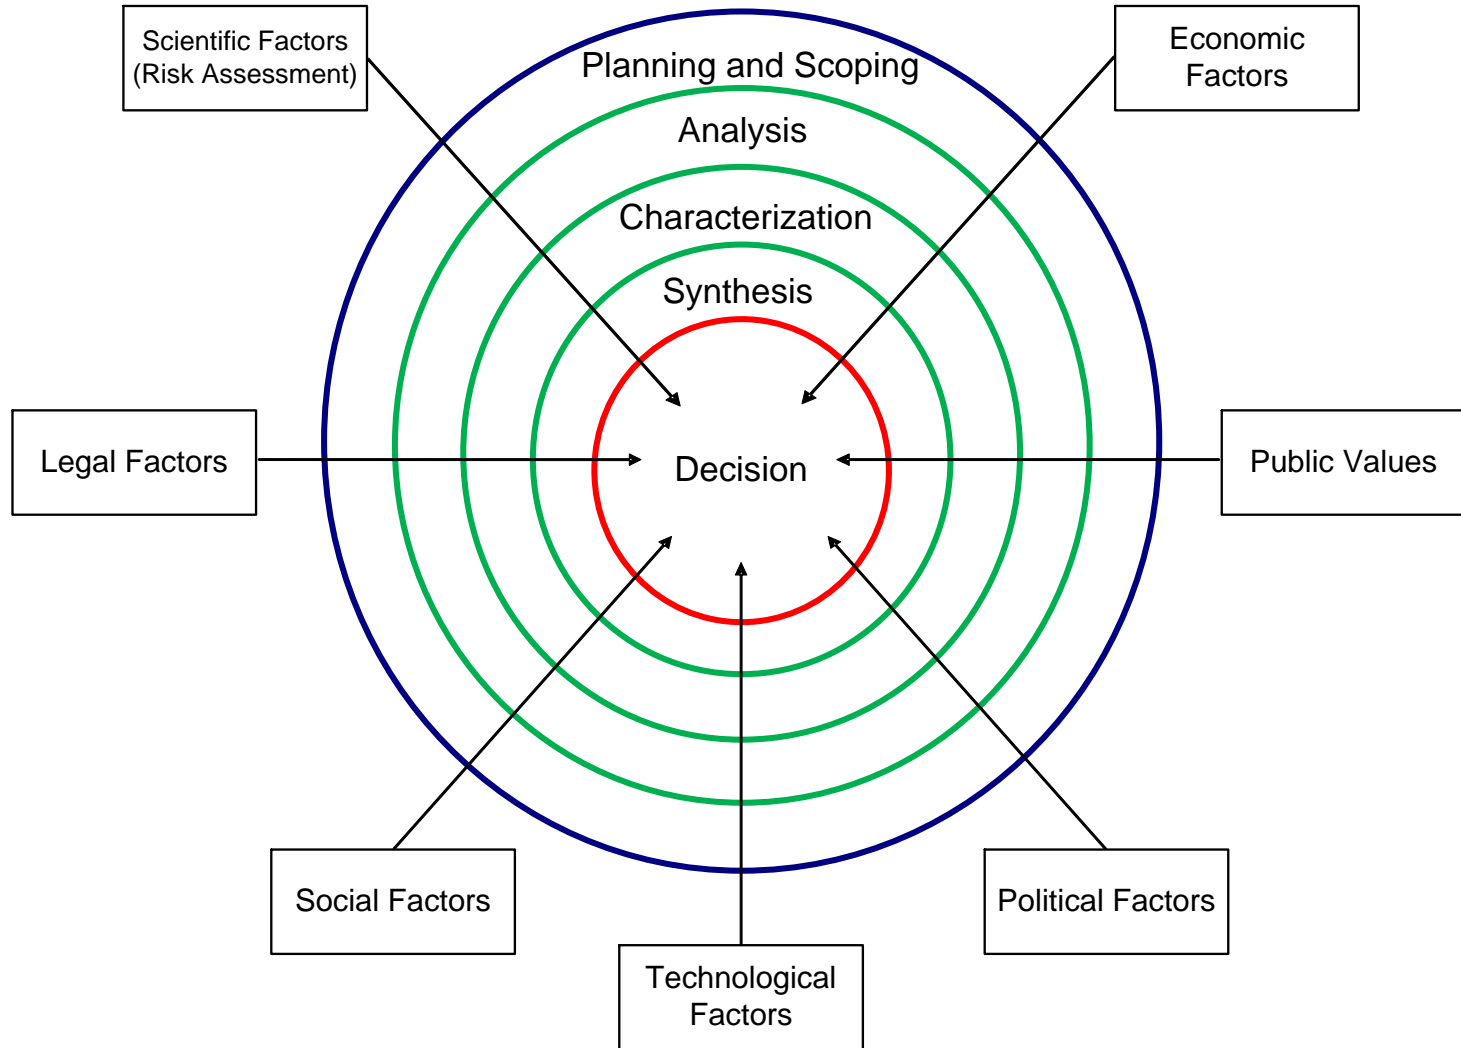 Scientific Factors
(Risk Assessment)
Economic
Factors
Planning and Scoping
Analysis
Characterization
Synthesis
Legal Factors
Decision
Public Values
Social Factors
Political Factors
Technological
Factors